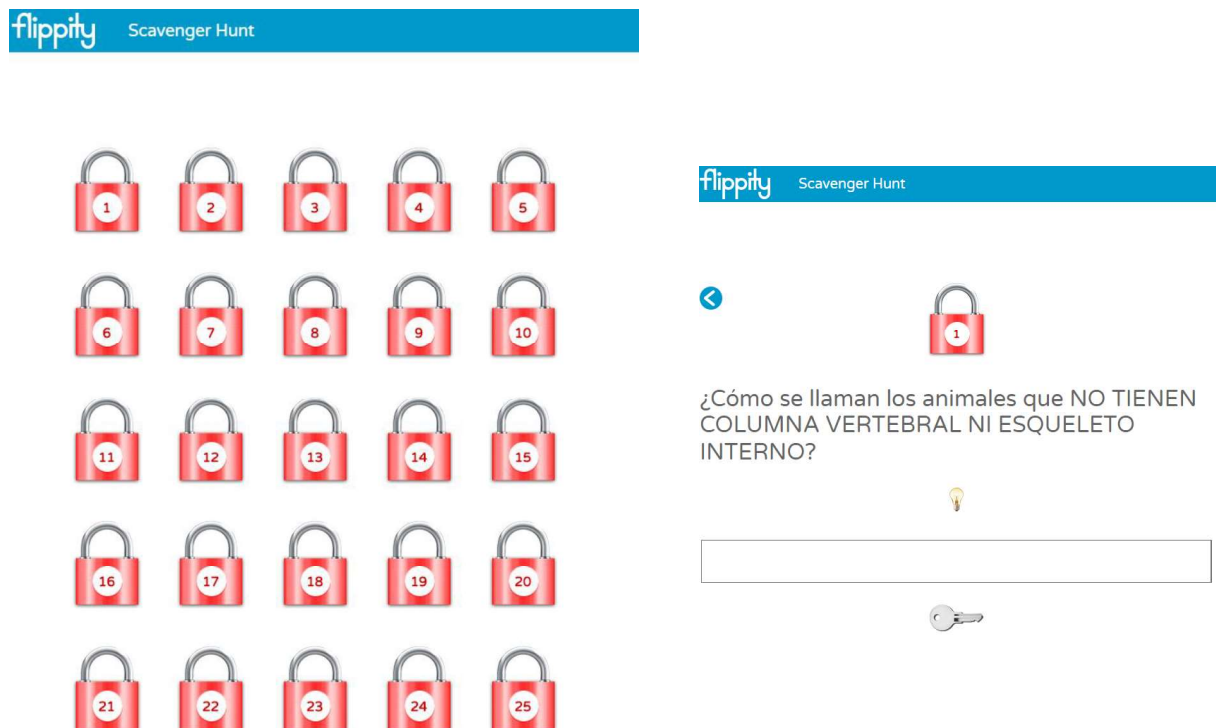 flippity Scavenger Hunt
1 2 3 4 5
6 7 8 9 10
11 12 13 14 15
16 17 18 19 20
21 22 23 24 25
flippity Scavenger Hunt
1
¿Cómo se llaman los animales que NO TIENEN
COLUMNA VERTEBRAL NI ESQUELETO
INTERNO?